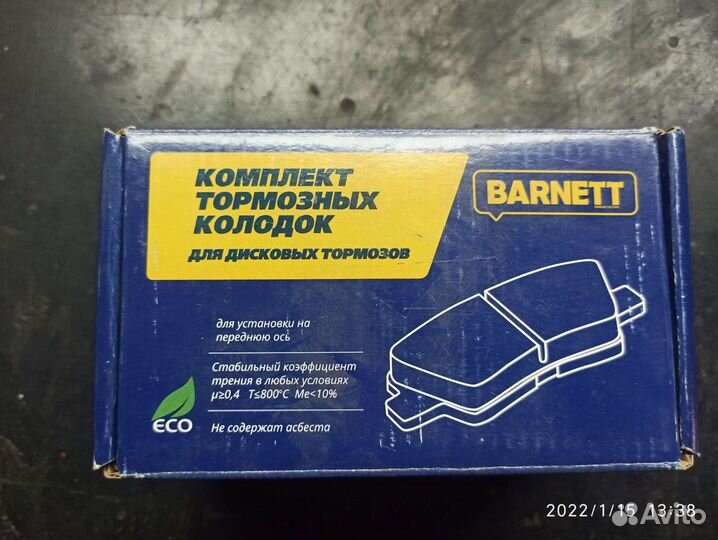 КОМПЛЕКТ
ТОРМОЗНЫХ
КОЛОДОК
ДЛЯ ДИСКОВЫХ ТОРМОЗОВ
BARNETT
для установки на
переднюю ось
Стабильный коэффициент
трения в любых условиях
μ≥0,4 T≤800°C Me<10%
ECO
Не содержат асбеста
2022/1/15 13:38
Avito